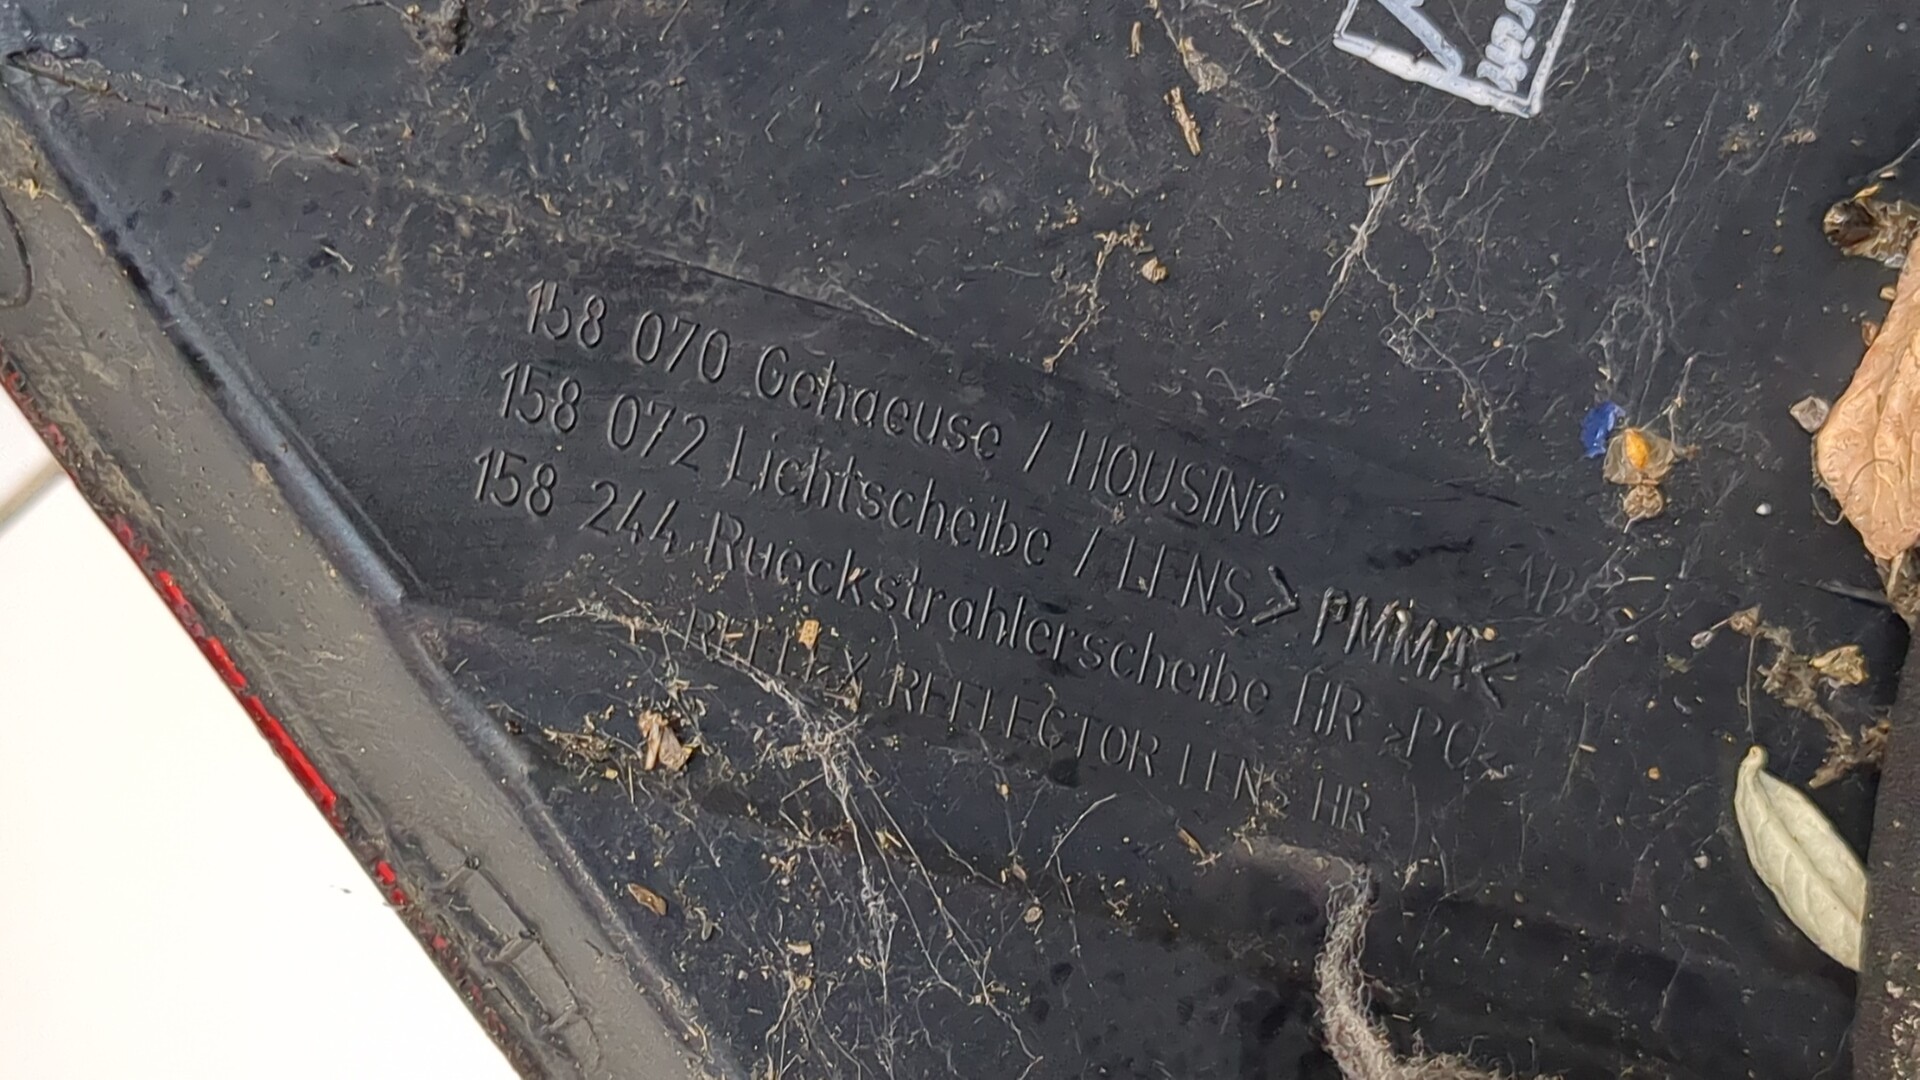 158 070 Gehaeuse / HOUSING
158 072 Lichtscheibe / LENS >PMMA<
158 244 Rueckstrahlerscheibe HR >PC<
REFLEX REFLECTOR LENS HR